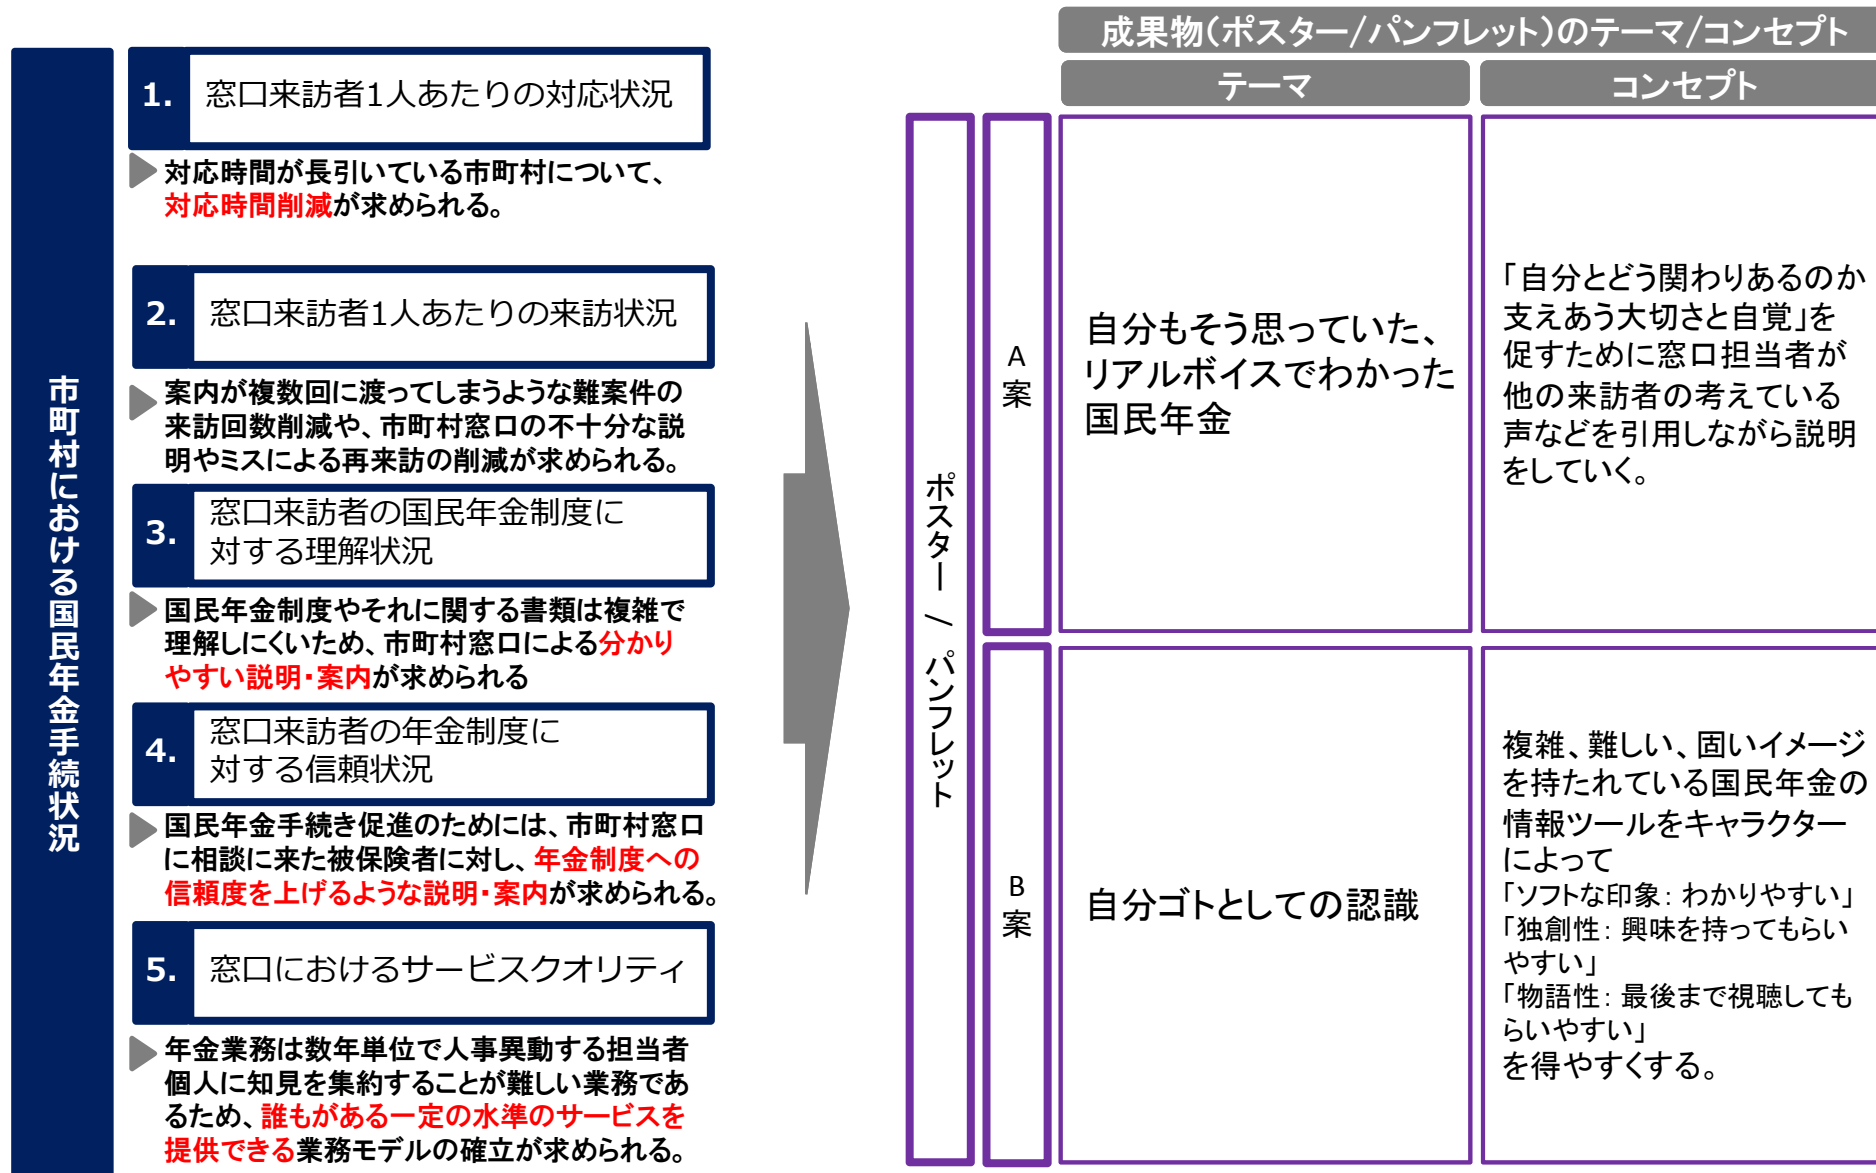 市町村における国民年金手続状況
1. 窓口来訪者1人あたりの対応状況
対応時間が長引いている市町村について、
対応時間削減が求められる。
2. 窓口来訪者1人あたりの来訪状況
案内が複数回に渡ってしまうような難案件の
来訪回数削減や、市町村窓口の不十分な説
明やミスによる再来訪の削減が求められる。
3. 窓口来訪者の国民年金制度に
対する理解状況
国民年金制度やそれに関する書類は複雑で
理解しにくいため、市町村窓口による分かり
やすい説明・案内が求められる
4. 窓口来訪者の年金制度に
対する信頼状況
国民年金手続き促進のためには、市町村窓口
に相談に来た被保険者に対し、年金制度への
信頼度を上げるような説明・案内が求められる。
5. 窓口におけるサービスクオリティ
年金業務は数年単位で人事異動する担当者
個人に知見を集約することが難しい業務であ
るため、誰もがある一定の水準のサービスを
提供できる業務モデルの確立が求められる。
成果物(ポスター/パンフレット)のテーマ/コンセプト
テーマ
コンセプト
ポスター / パンフレット
A案
自分もそう思っていた、
リアルボイスでわかった
国民年金
「自分とどう関わりあるのか
支えあう大切さと自覚」を
促すために窓口担当者が
他の来訪者の考えている
声などを引用しながら説明
をしていく。
B案
自分ゴトとしての認識
複雑、難しい、固いイメージ
を持たれている国民年金の
情報ツールをキャラクター
によって
「ソフトな印象：わかりやすい」
「独創性：興味を持ってもらい
やすい」
「物語性：最後まで視聴しても
らいやすい」
を得やすくする。